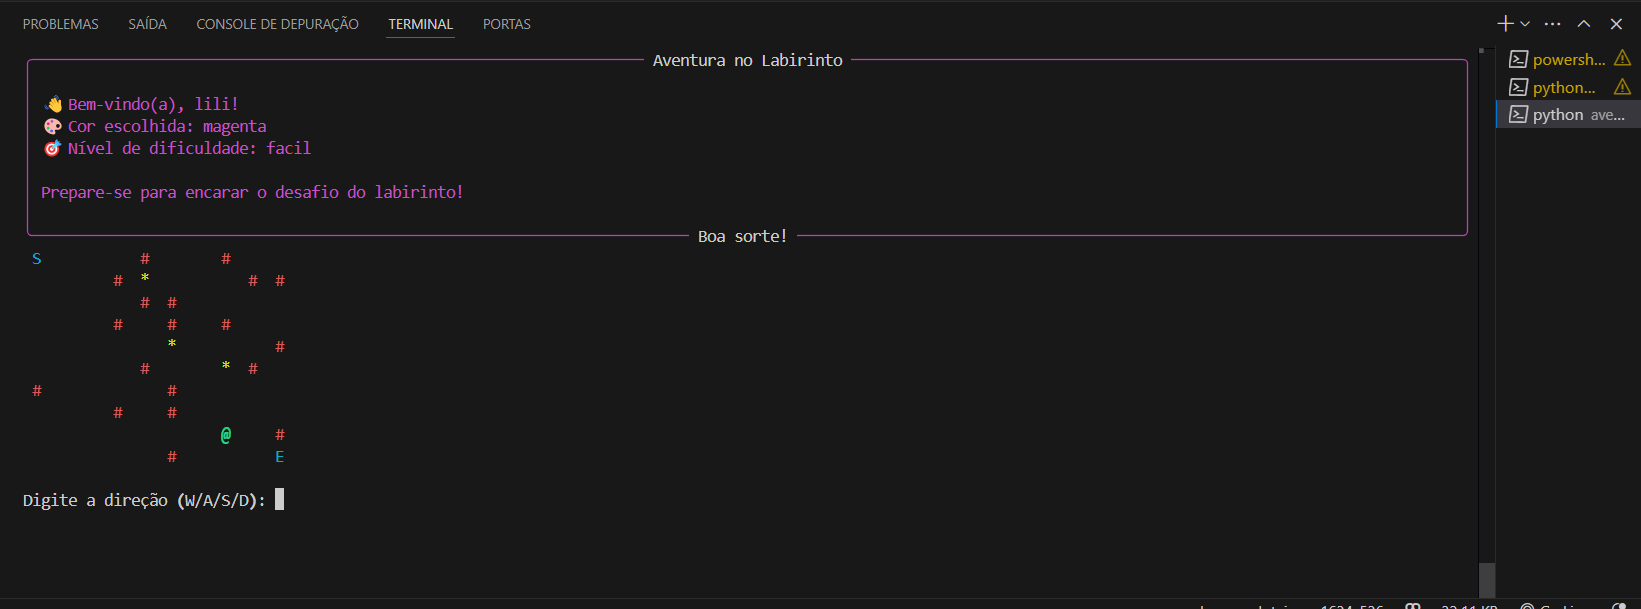 PROBLEMAS SAÍDA CONSOLE DE DEPURAÇÃO TERMINAL PORTAS
Aventura no Labirinto
👋 Bem-vindo(a), lili!
🎨 Cor escolhida: magenta
🎯 Nível de dificuldade: facil
Prepare-se para encarar o desafio do labirinto!
Boa sorte!
S # #
# * # #
# #
# # #
* #
# * #
# #
# #
@ #
# E
Digite a direção (W/A/S/D):
powersh...
python...
python ave...